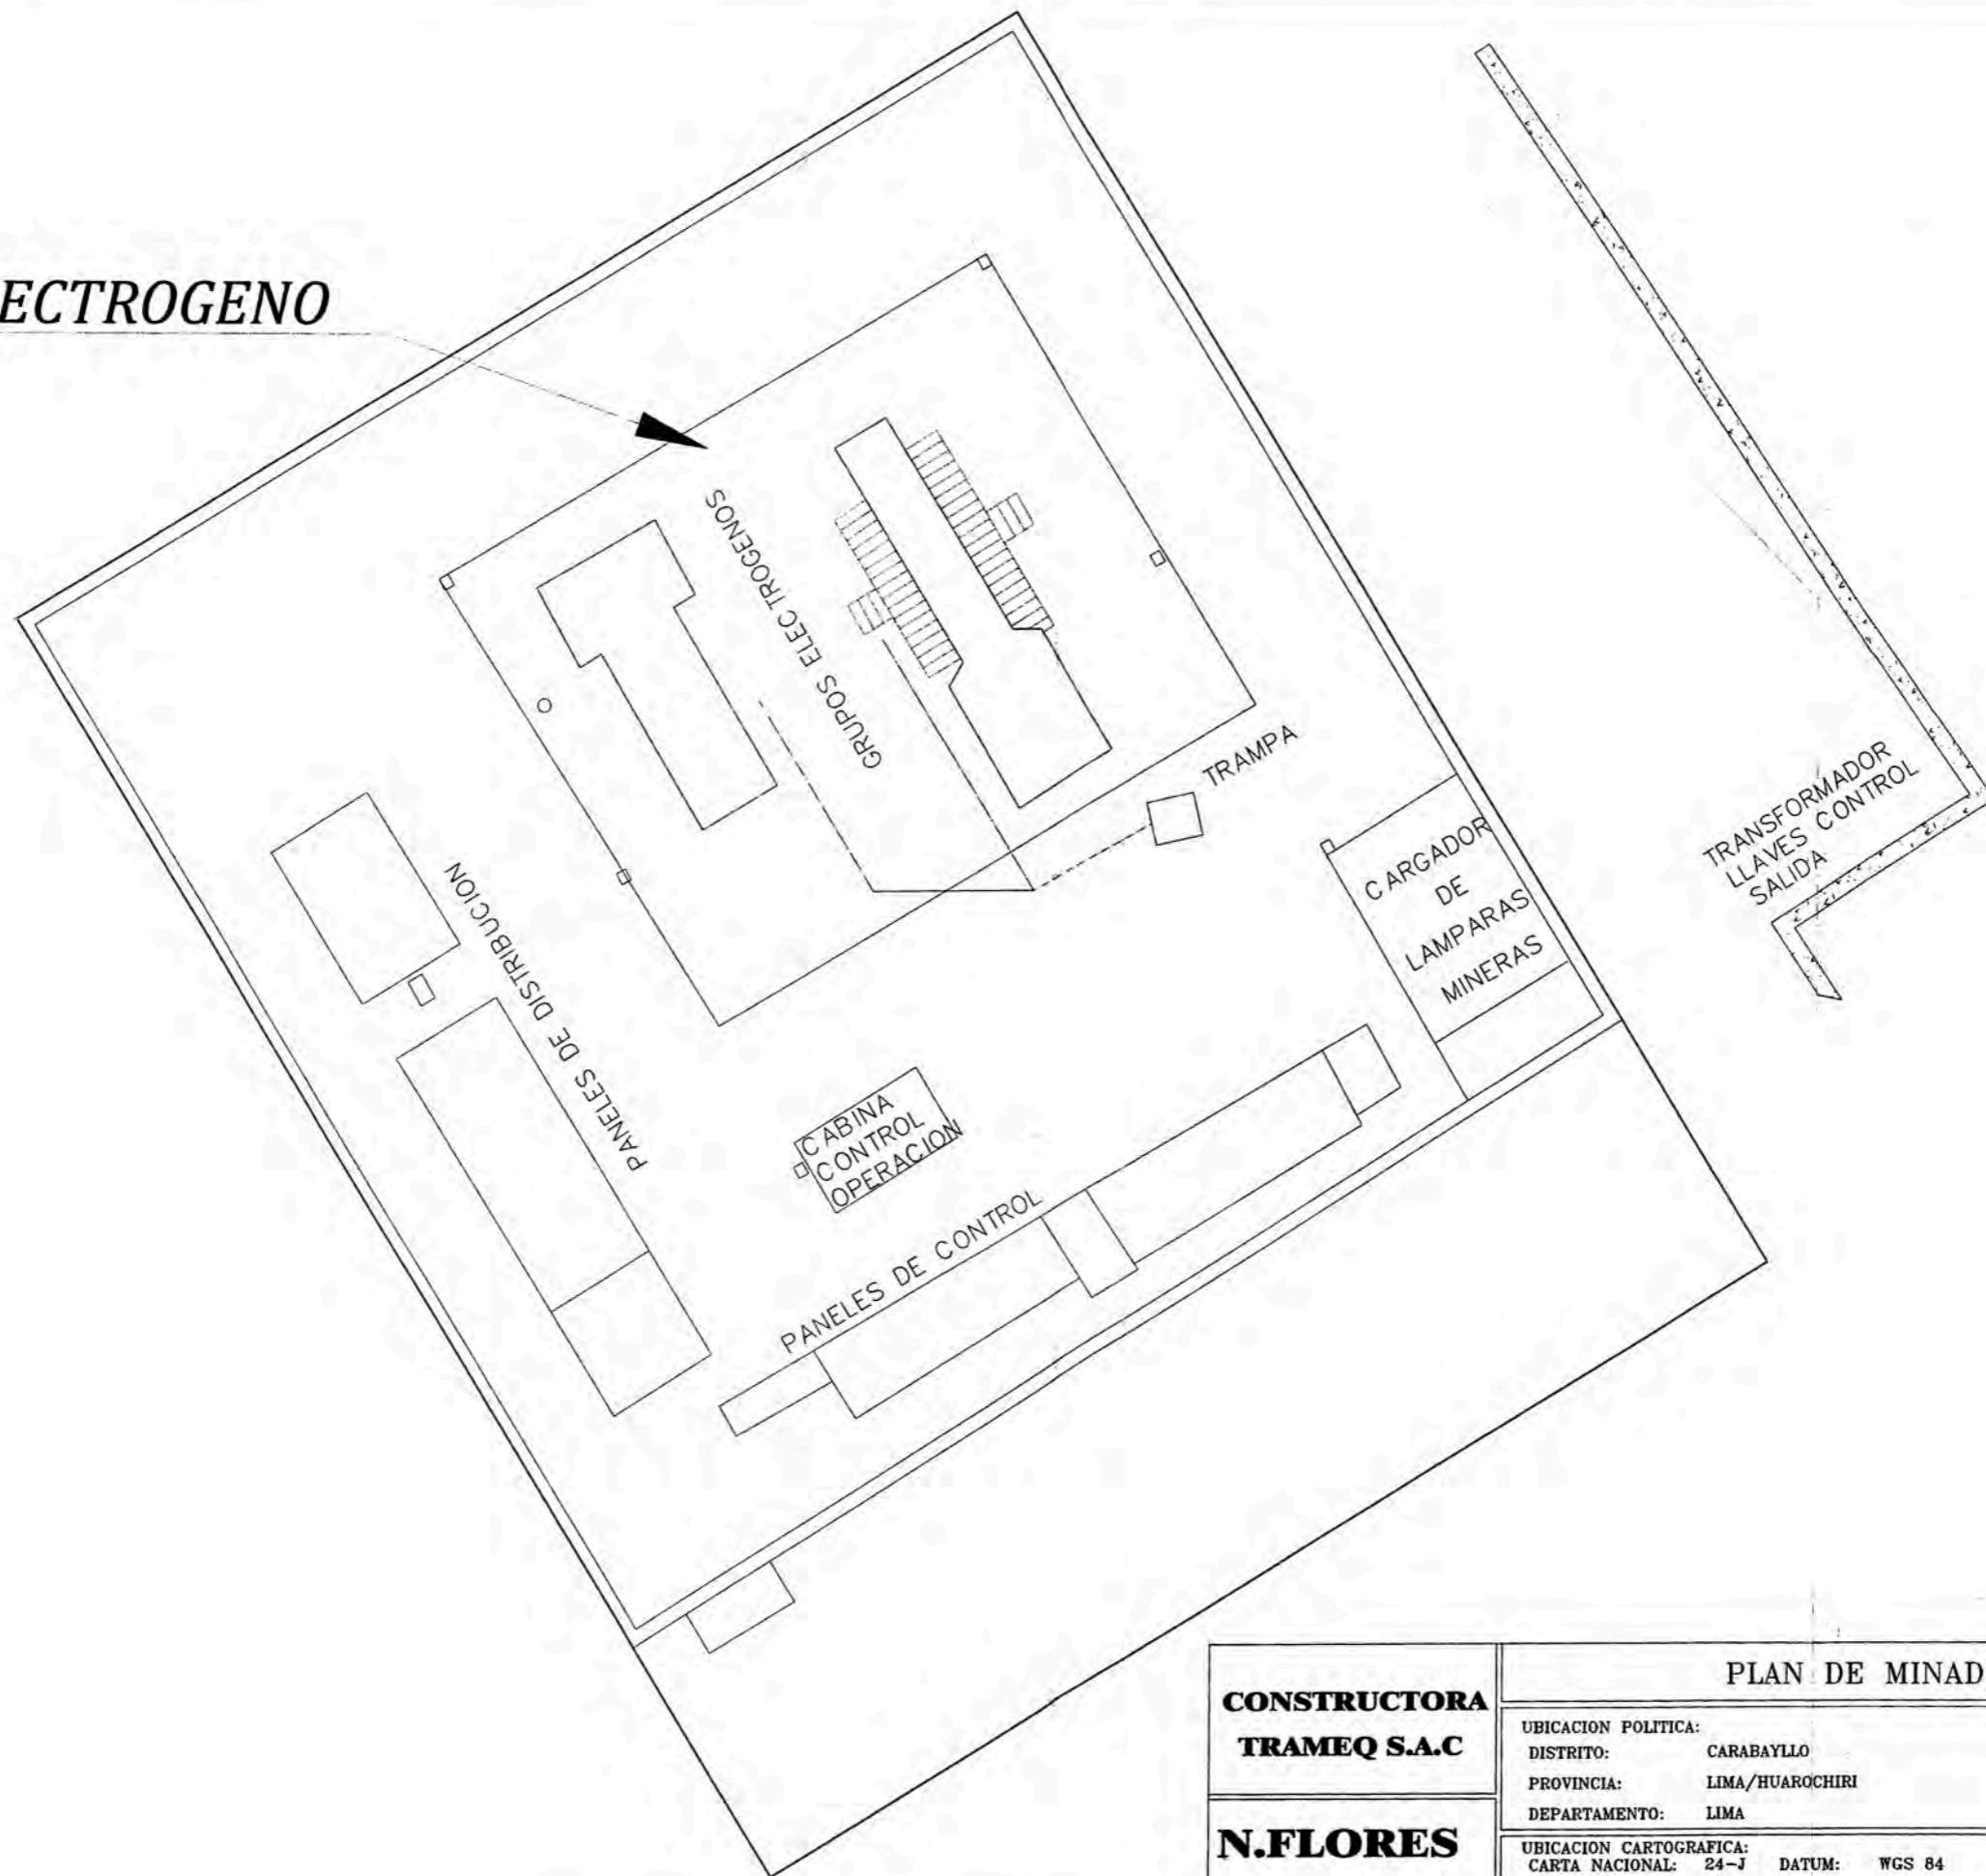 ECTROGENO
GRUPOS ELECTROGENOS
TRAMPA
CARGADOR
DE
LAMPARAS
MINERAS
TRANSFORMADOR
LLAVES CONTROL
SALIDA
PANELES DE DISTRIBUCION
CABINA
CONTROL
OPERACION
PANELES DE CONTROL
CONSTRUCTORA
TRAMEQ S.A.C
N.FLORES
PLAN DE MINAD
UBICACION POLITICA:
DISTRITO: CARABAYLLO
PROVINCIA: LIMA/HUAROCHIRI
DEPARTAMENTO: LIMA
UBICACION CARTOGRAFICA:
CARTA NACIONAL: 24-J DATUM: WGS 84